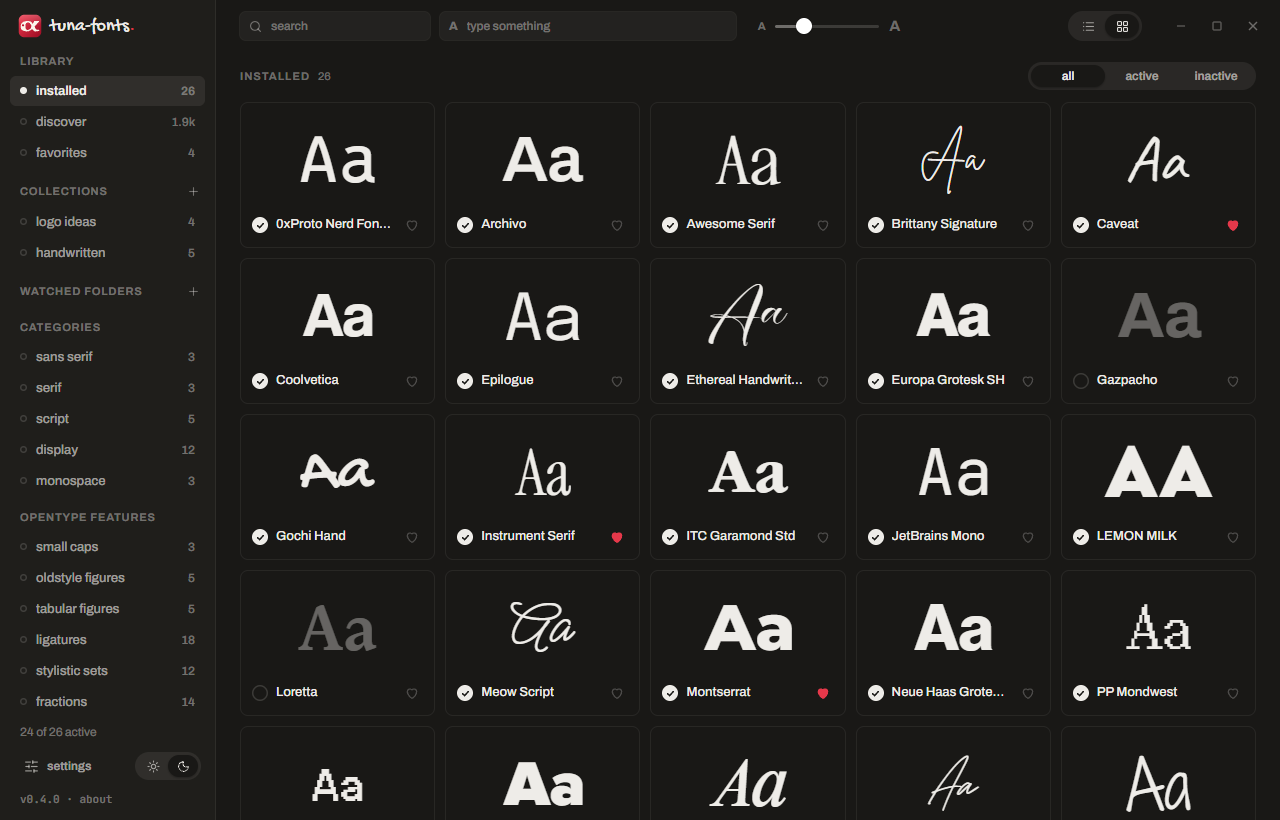 tuna-fonts.
LIBRARY
installed 26
discover 1.9k
favorites 4
COLLECTIONS +
logo ideas 4
handwritten 5
WATCHED FOLDERS +
CATEGORIES
sans serif 3
serif 3
script 5
display 12
monospace 3
OPENTYPE FEATURES
small caps 3
oldstyle figures 5
tabular figures 5
ligatures 18
stylistic sets 12
fractions 14
24 of 26 active
settings
v0.4.0 · about
search
A type something
A A
INSTALLED 26
all active inactive
Aa Aa Aa Aa Aa
0xProto Nerd Fon... Archivo Awesome Serif Brittany Signature Caveat
Aa Aa Aa Aa Aa
Coolvetica Epilogue Ethereal Handwrit... Europa Grotesk SH Gazpacho
Aa Aa Aa Aa AA
Gochi Hand Instrument Serif ITC Garamond Std JetBrains Mono LEMON MILK
Aa Aa Aa Aa Aa
Loretta Meow Script Montserrat Neue Haas Grote... PP Mondwest
Aa Aa Aa Aa Aa